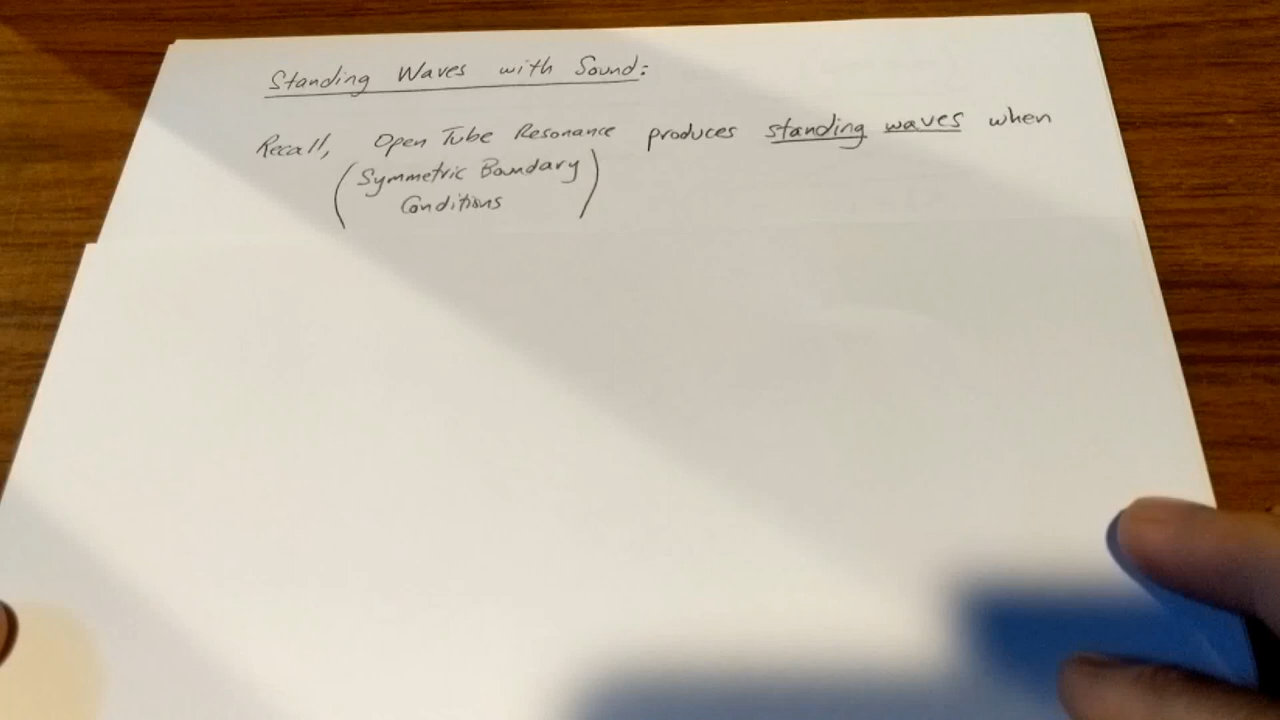 Standing Waves with Sound:
Recall, Open Tube Resonance produces standing waves when
(Symmetric Boundary
Conditions)